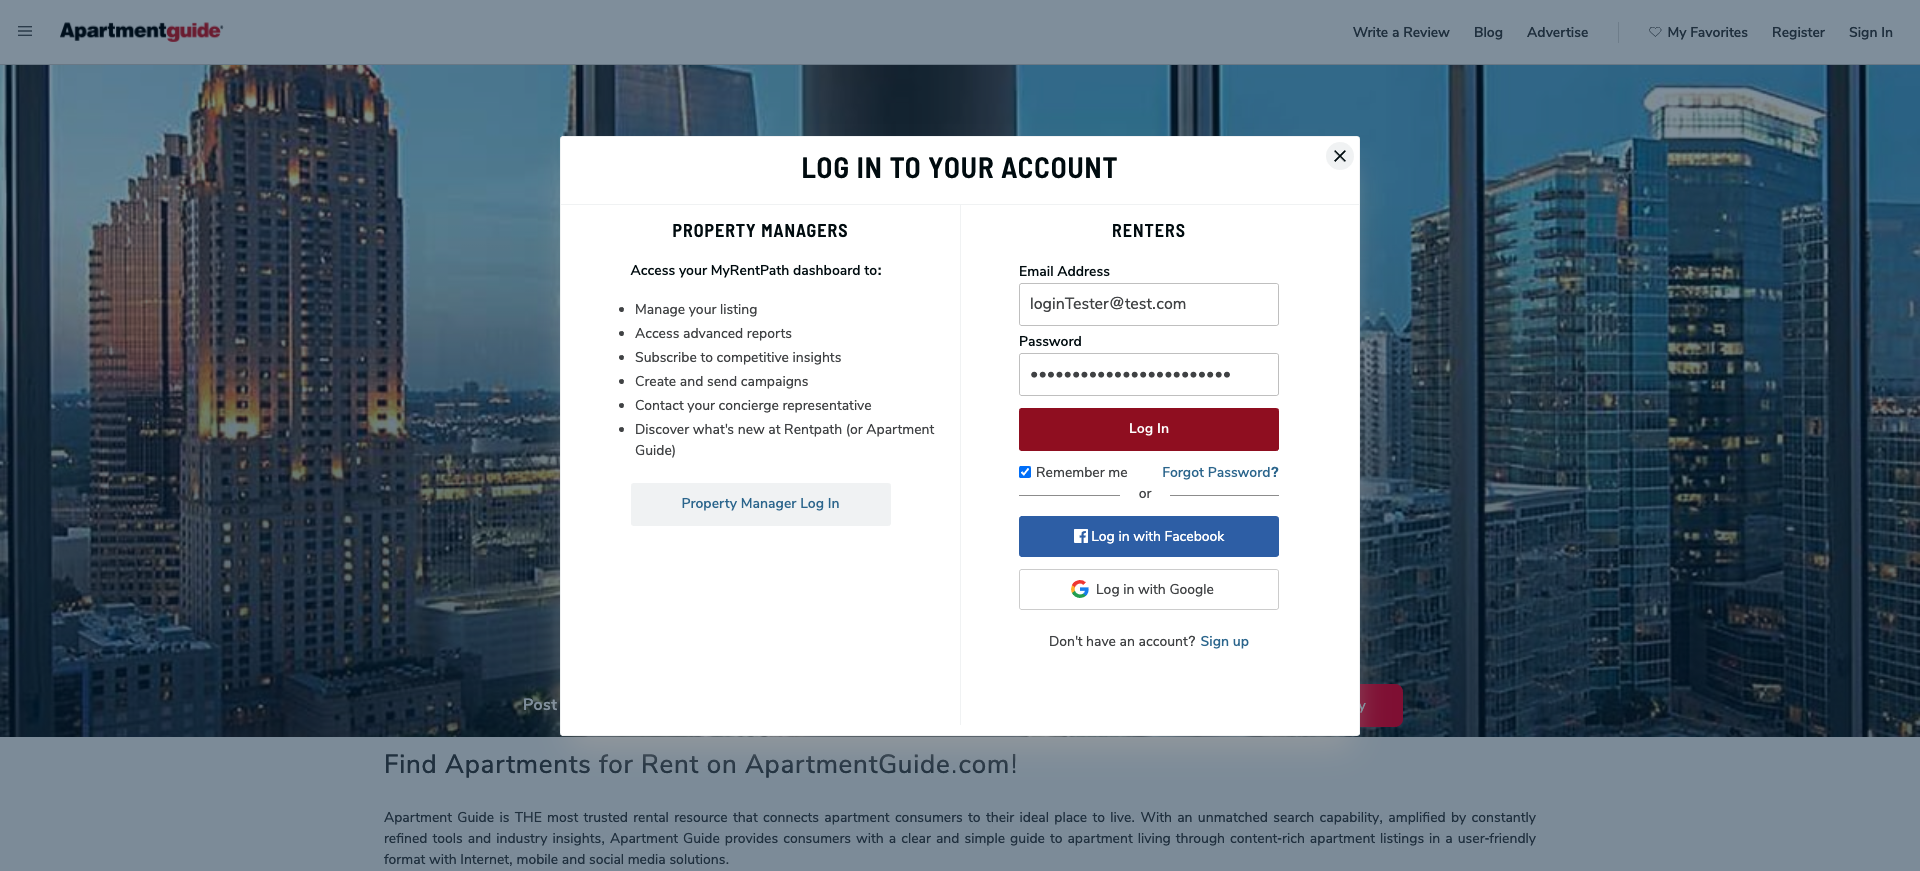 Apartmentguide
Write a Review
Blog
Advertise
My Favorites
Register
Sign In
LOG IN TO YOUR ACCOUNT
PROPERTY MANAGERS
Access your MyRentPath dashboard to:
Manage your listing
Access advanced reports
Subscribe to competitive insights
Create and send campaigns
Contact your concierge representative
Discover what's new at Rentpath (or Apartment
Guide)
Property Manager Log In
RENTERS
Email Address
loginTester@test.com
Password
Log In
Remember me
Forgot Password?
or
Log in with Facebook
Log in with Google
Don't have an account? Sign up
Post
Find Apartments for Rent on ApartmentGuide.com!
Apartment Guide is THE most trusted rental resource that connects apartment consumers to their ideal place to live. With an unmatched search capability, amplified by constantly
refined tools and industry insights, Apartment Guide provides consumers with a clear and simple guide to apartment living through content-rich apartment listings in a user-friendly
format with Internet, mobile and social media solutions.